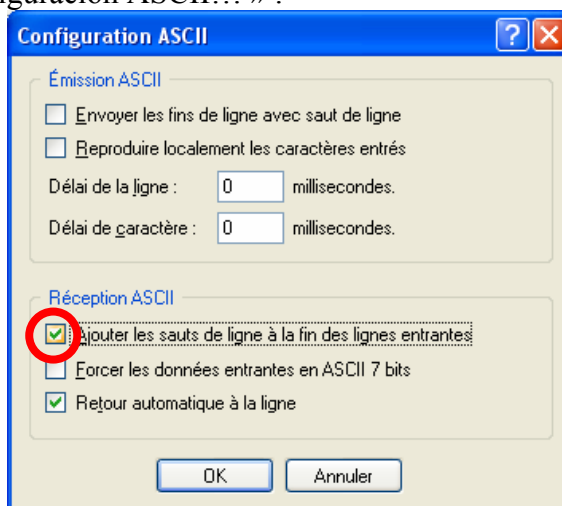 guration ASCII… » :
Configuration ASCII
Émission ASCII
Envoyer les fins de ligne avec saut de ligne
Reproduire localement les caractères entrés
Délai de la ligne : 0 millisecondes.
Délai de caractère : 0 millisecondes.
Réception ASCII
Ajouter les sauts de ligne à la fin des lignes entrantes
Forcer les données entrantes en ASCII 7 bits
Retour automatique à la ligne
OK Annuler